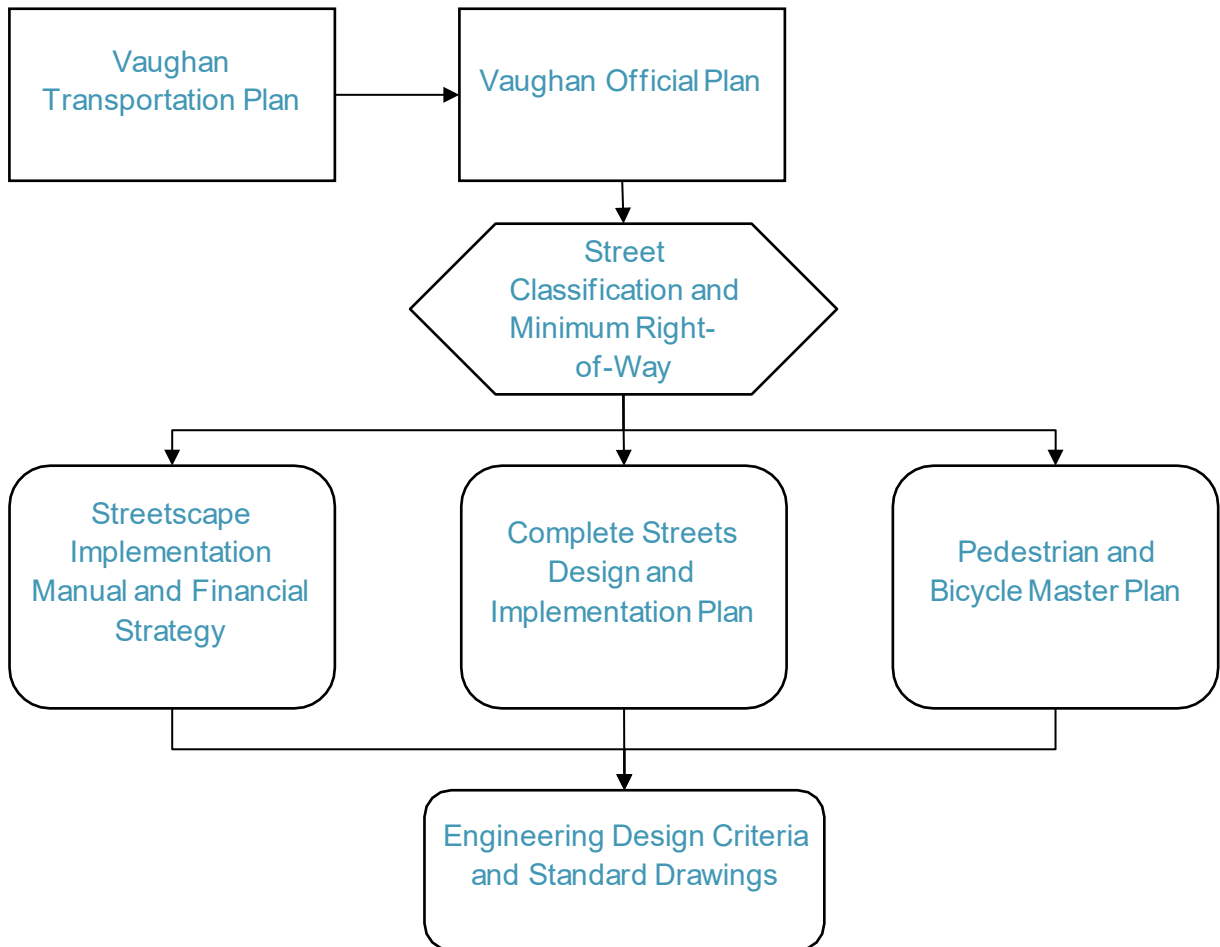 Vaughan
Transportation Plan
Vaughan Official Plan
Street
Classification and
Minimum Right-
of-Way
Streetscape
Implementation
Manual and Financial
Strategy
Complete Streets
Design and
Implementation Plan
Pedestrian and
Bicycle Master Plan
Engineering Design Criteria
and Standard Drawings